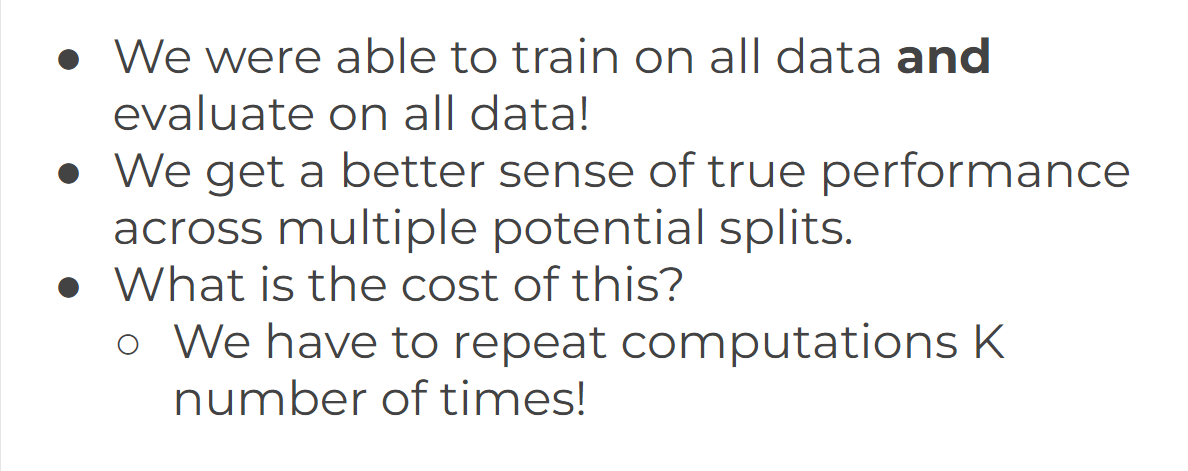 ● We were able to train on all data and
evaluate on all data!
● We get a better sense of true performance
across multiple potential splits.
● What is the cost of this?
○ We have to repeat computations K
number of times!